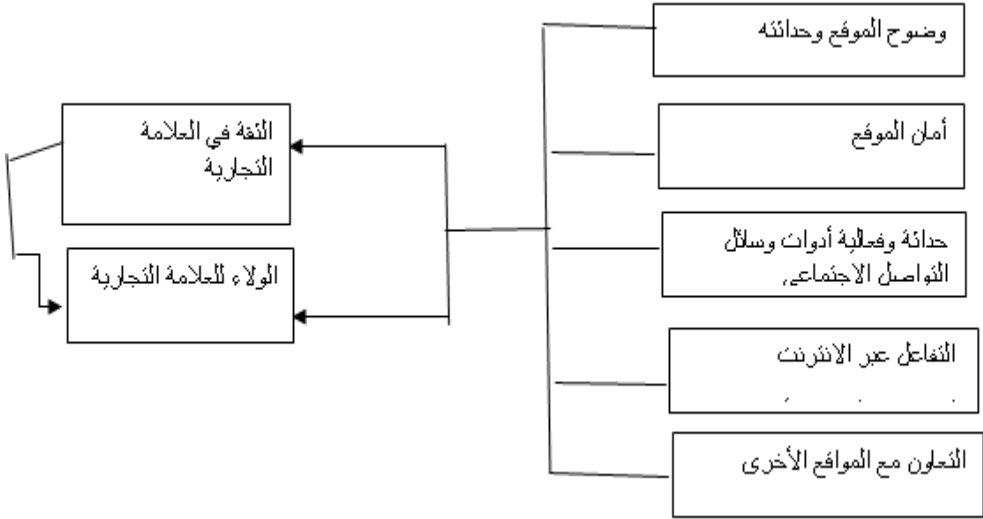 وضوح الموقع وحداثته
أمان الموقع
حداثة وفعالية أدوات وسائل
التواصل الاجتماعي
التفاعل عبر الانترنت
التعاون مع المواقع الأخرى
الثقة في العلامة
التجارية
الولاء للعلامة التجارية